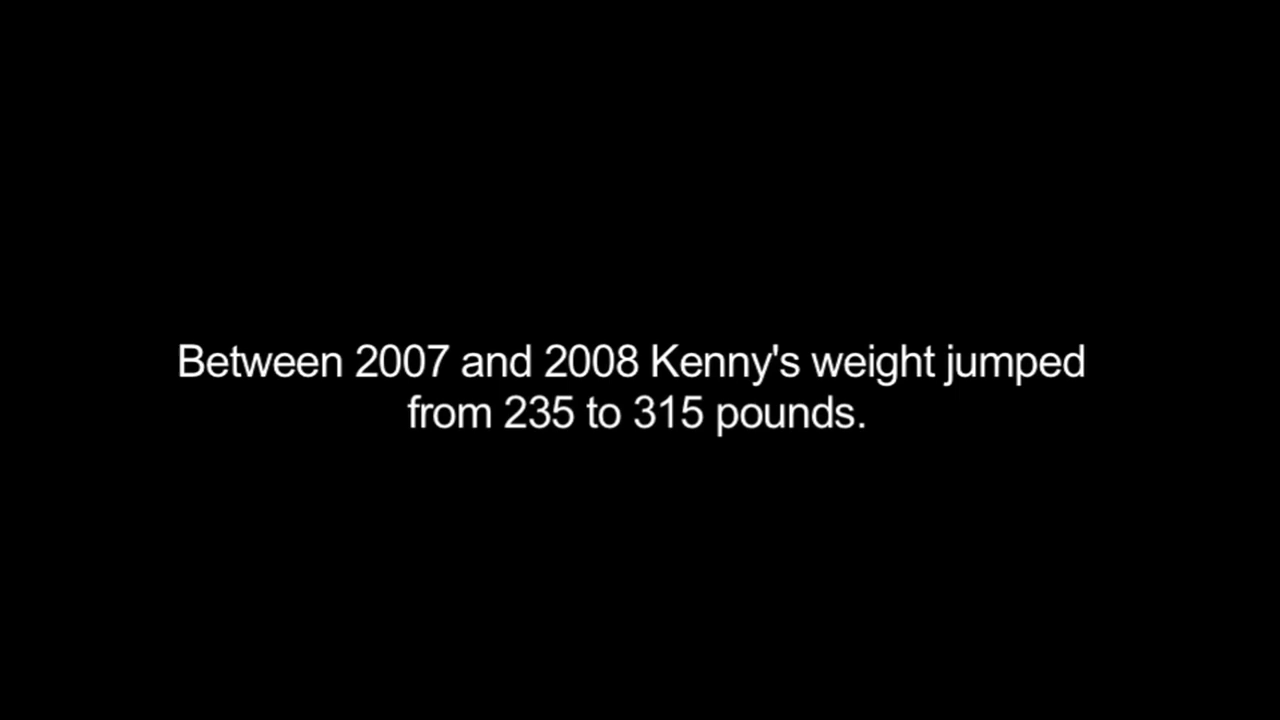 Between 2007 and 2008 Kenny's weight jumped
from 235 to 315 pounds.